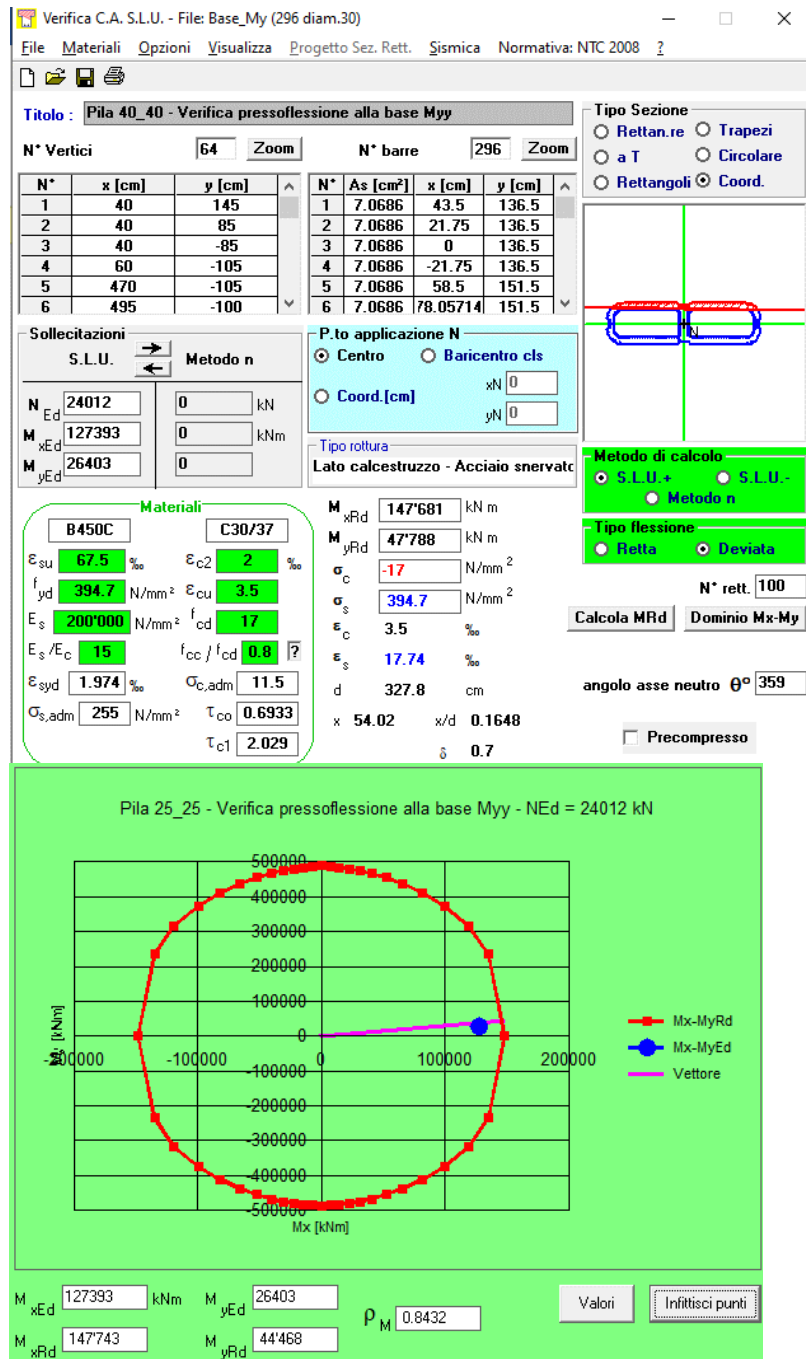 Verifica C.A. S.L.U. - File: Base_My (296 diam.30)
File Materiali Opzioni Visualizza Progetto Sez. Rett. Sismica Normativa: NTC 2008 ?
Titolo : Pila 40_40 - Verifica pressoflessione alla base Myy
N° Vertici 64 Zoom N° barre 296 Zoom
N° x [cm] y [cm] N° As [cm²] x [cm] y [cm]
1 40 145 1 7.0686 43.5 136.5
2 40 85 2 7.0686 21.75 136.5
3 40 -85 3 7.0686 0 136.5
4 60 -105 4 7.0686 -21.75 136.5
5 470 -105 5 7.0686 58.5 151.5
6 495 -100 6 7.0686 78.05714 151.5
Tipo Sezione
Rettan.re Trapezi
a T Circolare
Rettangoli Coord.
N
Sollecitazioni
S.L.U. Metodo n
N Ed 24012 0 kN
M xEd 127393 0 kNm
M yEd 26403 0
P.to applicazione N
Centro Baricentro cls
Coord.[cm] xN 0
yN 0
Tipo rottura
Lato calcestruzzo - Acciaio snervato
Metodo di calcolo
S.L.U.+ S.L.U.-
Metodo n
Tipo flessione
Retta Deviata
N° rett. 100
Calcola MRd Dominio Mx-My
angolo asse neutro θ° 359
Precompresso
Materiali
B450C C30/37
εsu 67.5 ‰ εc2 2 ‰
fyd 394.7 N/mm² εcu 3.5
Es 200'000 N/mm² fcd 17
Es/Ec 15 fcc / fcd 0.8 ?
εsyd 1.974 ‰ σc,adm 11.5
σs,adm 255 N/mm² τco 0.6933
τc1 2.029
M xRd 147'681 kN m
M yRd 47'788 kN m
σc -17 N/mm²
σs 394.7 N/mm²
εc 3.5 ‰
εs 17.74 ‰
d 327.8 cm
x 54.02 x/d 0.1648
δ 0.7
Pila 25_25 - Verifica pressoflessione alla base Myy - NEd = 24012 kN
500000
400000
300000
200000
100000
0
-200000 -100000 0 100000 200000
-100000
-200000
-300000
-400000
-500000
Mx [kNm]
[kNm]
Mx-MyRd
Mx-MyEd
Vettore
M xEd 127393 kNm M yEd 26403
M xRd 147'743 M yRd 44'468
ρ M 0.8432
Valori Infittisci punti